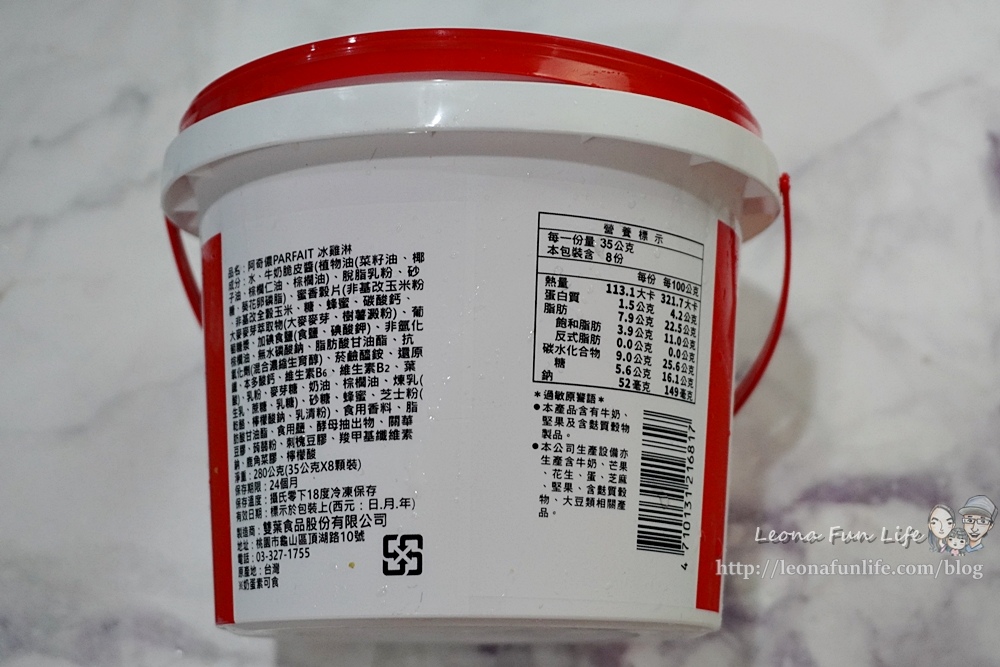 品名：阿奇儂PARFAIT 冰雞淋
成分：水、牛奶脆皮醬(植物油(菜籽油、椰
子油、棕櫚仁油、棕櫚油)、脫脂乳粉、砂
糖、葵花卵磷脂)、蜜香穀片(非基改玉米粉
、非基改全穀玉米、糖、蜂蜜、碳酸鈣、
大麥麥芽萃取物(大麥麥芽、樹薯澱粉)、葡
萄糖漿、加碘食鹽(食鹽、碘酸鉀)、非氫化
棕櫚油、無水磷酸鈉、脂肪酸甘油酯、抗
氧化劑(混合濃縮生育醇)、菸鹼醯胺、還原
鐵、本多酸鈣、維生素B₆、維生素B₂、葉
酸)、乳粉、麥芽糖、奶油、棕櫚油、煉乳(
生乳、蔗糖、乳糖)、砂糖、蜂蜜、芝士粉(
乾酪、檸檬酸鈉、乳清粉)、食用香料、脂
肪酸甘油酯、食用鹽、酵母抽出物、關華
豆膠、蒟蒻粉、刺槐豆膠、羧甲基纖維素
鈉、鹿角菜膠、檸檬酸
淨重：280公克(35公克X8顆裝)
保存期限：24個月
保存溫度：攝氏零下18度冷凍保存
有效日期：標示於包裝上(西元：日.月.年)
製造商：雙葉食品股份有限公司
地址：桃園市龜山區頂湖路10號
電話：03-327-1755
原產地：台灣
※奶蛋素可食
營養標示
每一份量 35公克
本包裝含 8份
每份 每100公克
熱量 113.1大卡 321.7大卡
蛋白質 1.5公克 4.2公克
脂肪 7.9公克 22.5公克
飽和脂肪 3.9公克 11.0公克
反式脂肪 0.0公克 0.0公克
碳水化合物 9.0公克 25.6公克
糖 5.6公克 16.1公克
鈉 52毫克 149毫克
＊過敏原警語＊
●本產品含有牛奶、
堅果及含麩質穀物
製品。
●本公司生產設備亦
生產含牛奶、芒果
、花生、蛋、芝麻
、堅果、含麩質穀
物、大豆類相關產
品。
4710131216817
Leona Fun Life
http://leonafunlife.com/blog